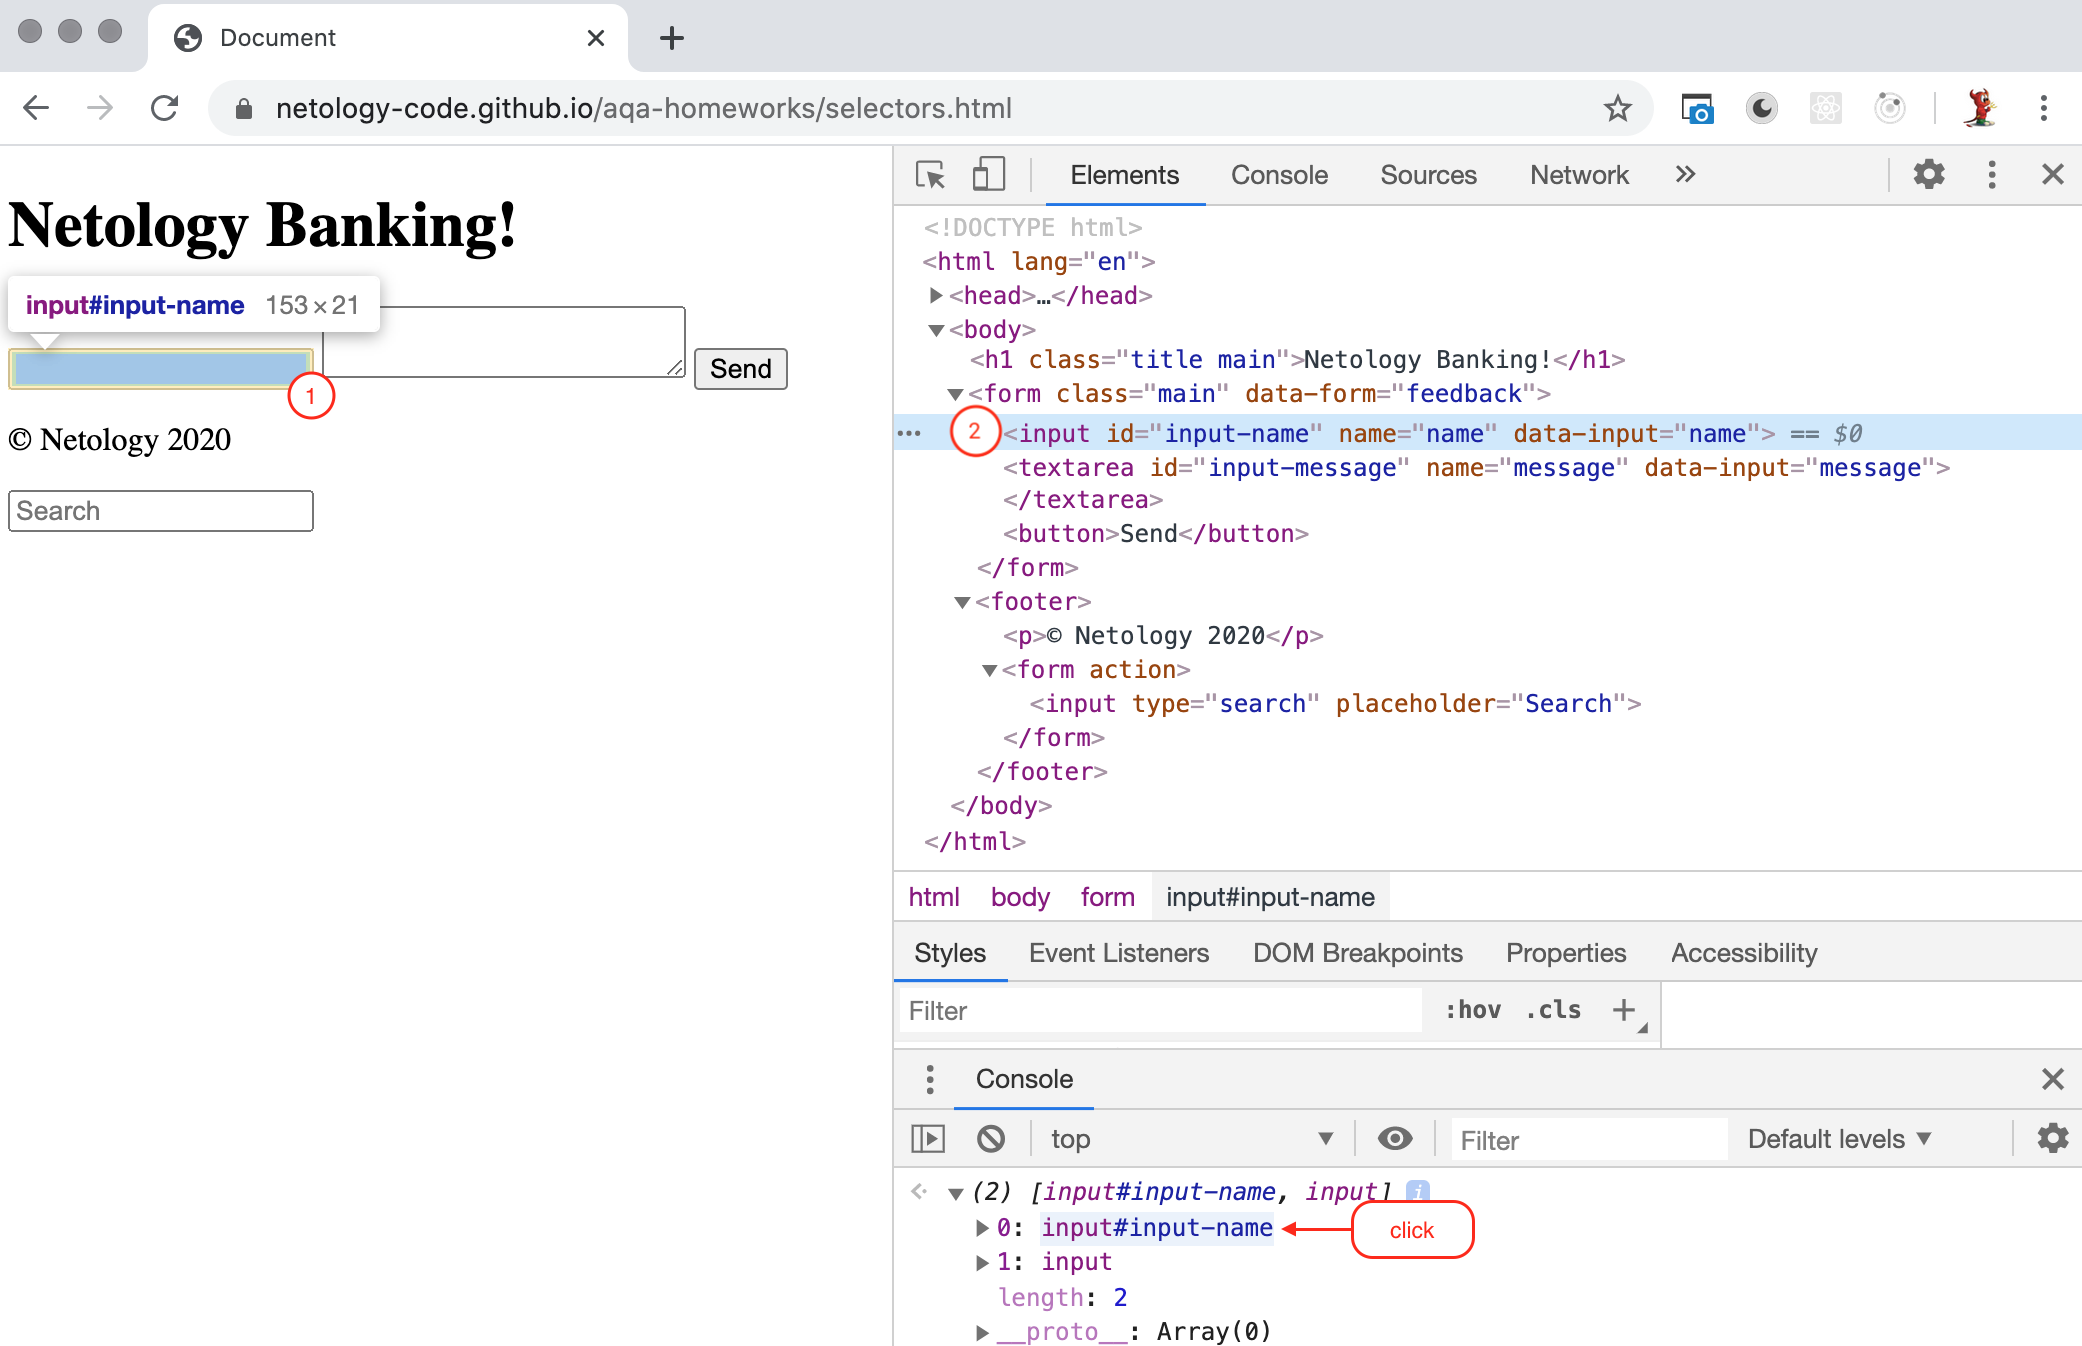 Document
netology-code.github.io/aqa-homeworks/selectors.html
Netology Banking!
input#input-name 153 × 21
Send
1
© Netology 2020
Search
Elements Console Sources Network »
<!DOCTYPE html>
<html lang="en">
<head>…</head>
<body>
<h1 class="title main">Netology Banking!</h1>
<form class="main" data-form="feedback">
… 2 <input id="input-name" name="name" data-input="name"> == $0
<textarea id="input-message" name="message" data-input="message">
</textarea>
<button>Send</button>
</form>
<footer>
<p>© Netology 2020</p>
<form action>
<input type="search" placeholder="Search">
</form>
</footer>
</body>
</html>
html body form input#input-name
Styles Event Listeners DOM Breakpoints Properties Accessibility
Filter :hov .cls +
Console
top Filter Default levels
(2) [input#input-name, input] i
0: input#input-name click
1: input
length: 2
__proto__: Array(0)